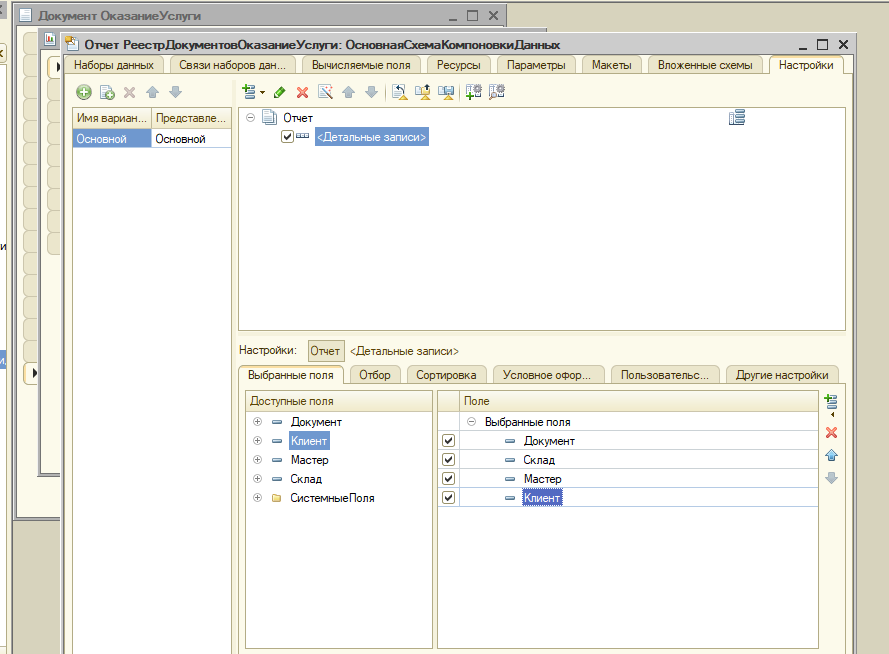 Документ ОказаниеУслуги
Отчет РеестрДокументовОказаниеУслуги: ОсновнаяСхемаКомпоновкиДанных
Наборы данных Связи наборов дан... Вычисляемые поля Ресурсы Параметры Макеты Вложенные схемы Настройки
Имя вариан... Представле...
Основной Основной
Отчет
<Детальные записи>
Настройки: Отчет <Детальные записи>
Выбранные поля Отбор Сортировка Условное офор... Пользовательс... Другие настройки
Доступные поля
Документ
Клиент
Мастер
Склад
СистемныеПоля
Поле
Выбранные поля
Документ
Склад
Мастер
Клиент